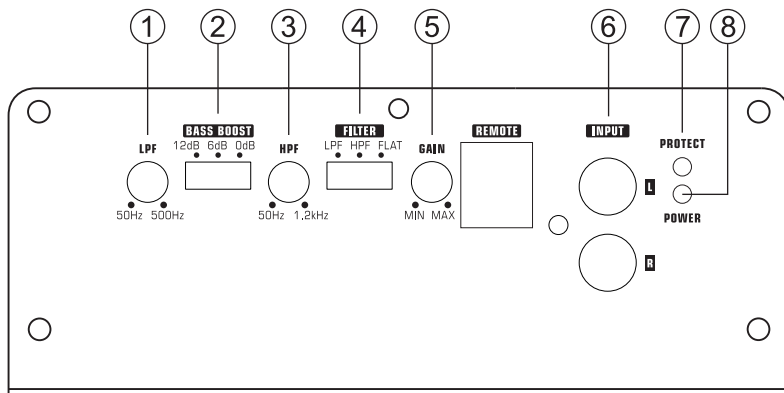 1 2 3 4 5 6 7 8
BASS BOOST FILTER REMOTE INPUT
LPF 12dB 6dB 0dB HPF LPF HPF FLAT GAIN PROTECT
L
50Hz 500Hz 50Hz 1,2kHz MIN MAX POWER
R